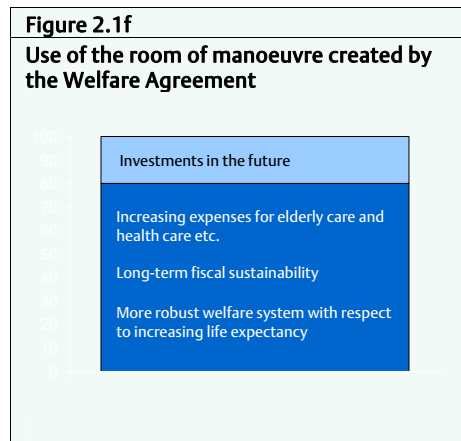 Figure 2.1f
Use of the room of manoeuvre created by
the Welfare Agreement
100
90
80
70
60
50
40
30
20
10
0
Investments in the future
Increasing expenses for elderly care and
health care etc.
Long-term fiscal sustainability
More robust welfare system with respect
to increasing life expectancy